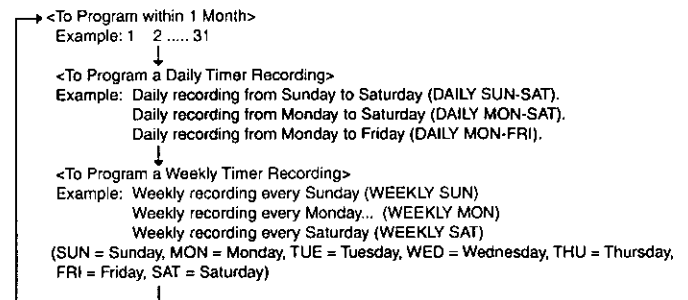 <To Program within 1 Month>
Example: 1 2 ..... 31
<To Program a Daily Timer Recording>
Example: Daily recording from Sunday to Saturday (DAILY SUN-SAT).
Daily recording from Monday to Saturday (DAILY MON-SAT).
Daily recording from Monday to Friday (DAILY MON-FRI).
<To Program a Weekly Timer Recording>
Example: Weekly recording every Sunday (WEEKLY SUN)
Weekly recording every Monday... (WEEKLY MON)
Weekly recording every Saturday (WEEKLY SAT)
(SUN = Sunday, MON = Monday, TUE = Tuesday, WED = Wednesday, THU = Thursday,
FRI = Friday, SAT = Saturday)